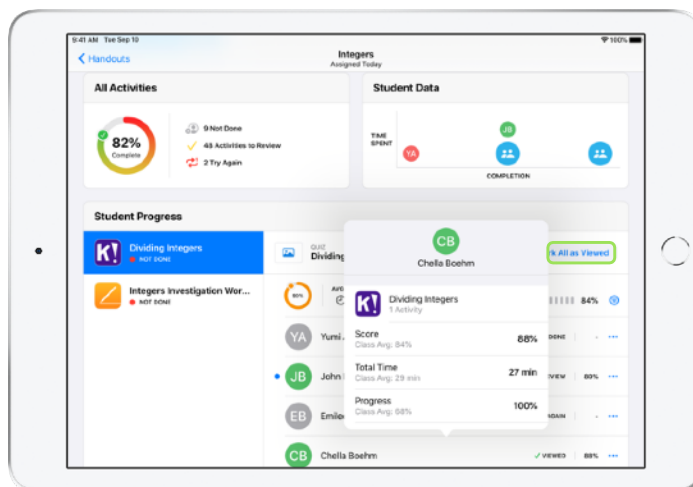 9:41 AM Tue Sep 10
100%
Handouts
Integers
Assigned Today
All Activities
82%
Complete
9 Not Done
48 Activities to Review
2 Try Again
Student Data
TIME
SPENT
YA
JB
COMPLETION
Student Progress
K!
Dividing Integers
NOT DONE
Integers Investigation Wor...
NOT DONE
QUIZ
Dividing
rk All as Viewed
CB
Chella Boehm
K!
Dividing Integers
1 Activity
Score
Class Avg: 84%
88%
Total Time
Class Avg: 29 min
27 min
Progress
Class Avg: 68%
100%
AVG
84%
YA
Yumi
DONE
-
JB
John
VIEW
80%
EB
Emile
AGAIN
-
CB
Chella Boehm
VIEWED
88%